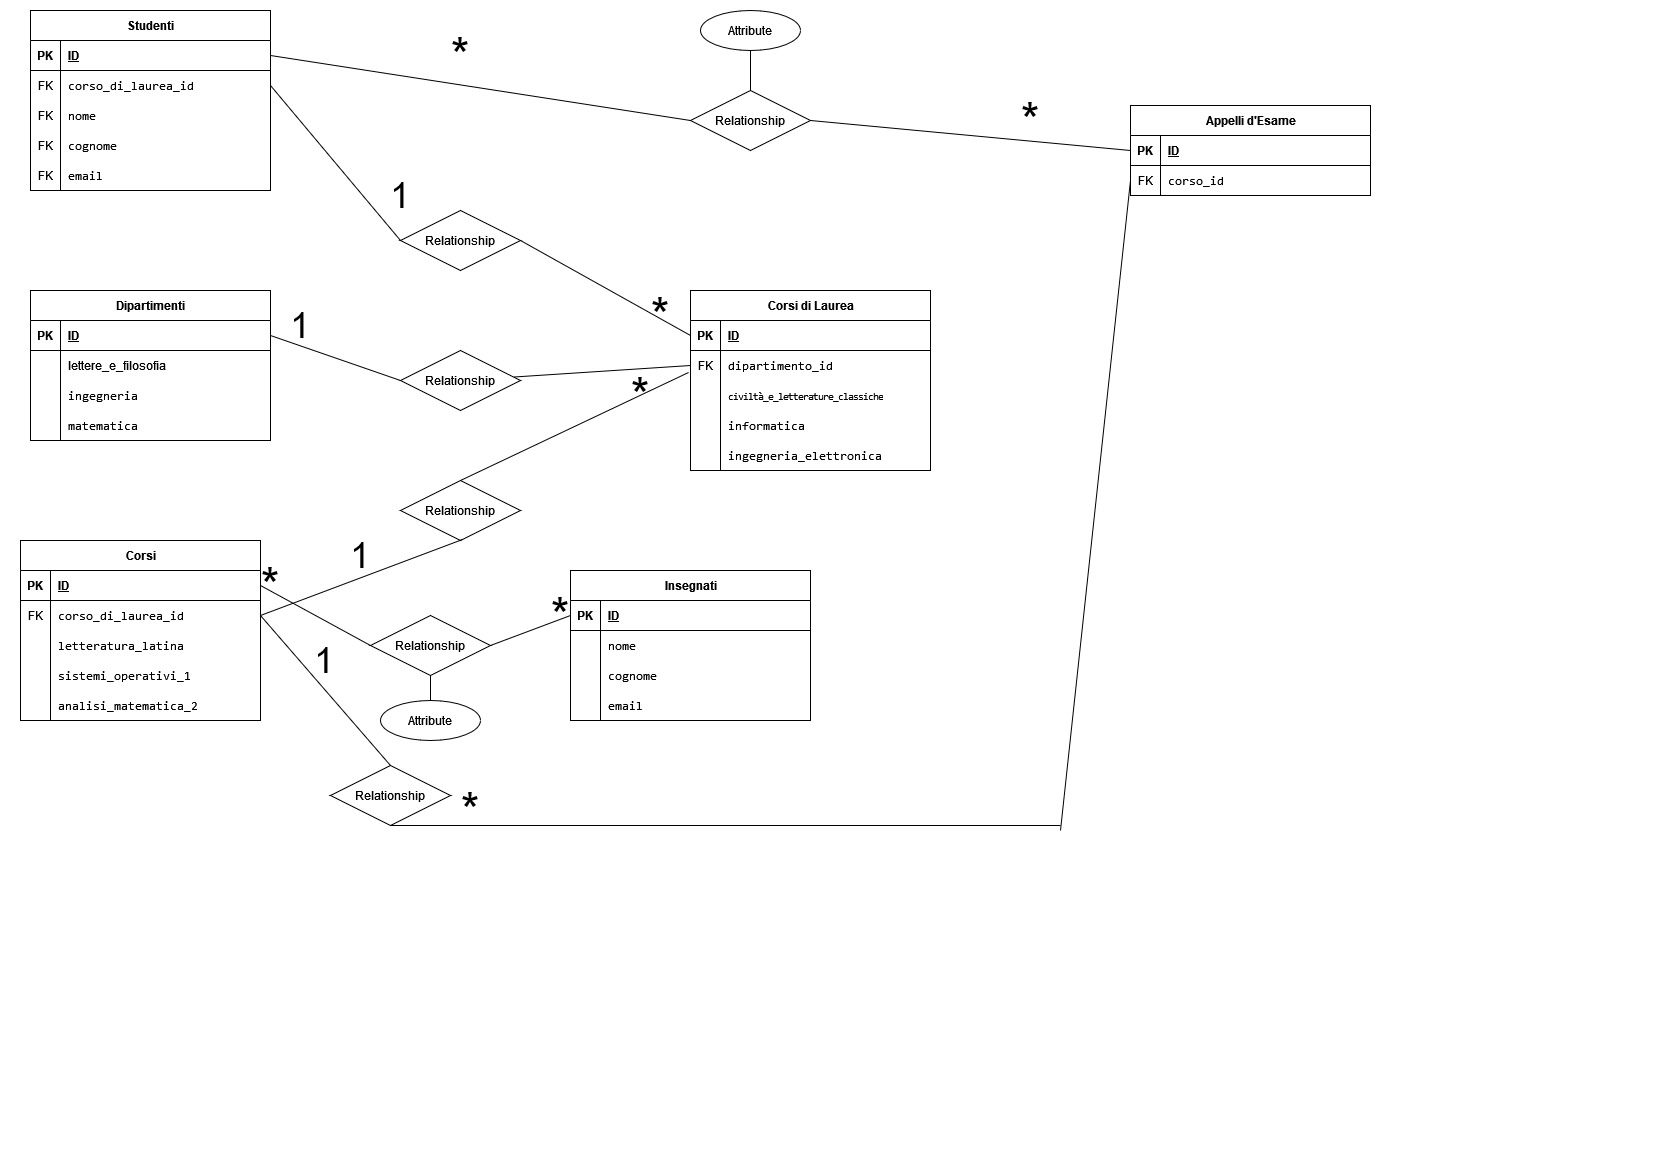 Studenti
PK ID
FK corso_di_laurea_id
FK nome
FK cognome
FK email
*
Attribute
Relationship
*
Appelli d'Esame
PK ID
FK corso_id
1
Relationship
*
Dipartimenti
PK ID
lettere_e_filosofia
ingegneria
matematica
1
Relationship
*
Corsi di Laurea
PK ID
FK dipartimento_id
civiltà_e_letterature_classiche
informatica
ingegneria_elettronica
Relationship
1
Corsi
PK ID
FK corso_di_laurea_id
letteratura_latina
sistemi_operativi_1
analisi_matematica_2
*
Relationship
Attribute
*
Insegnati
PK ID
nome
cognome
email
1
Relationship
*